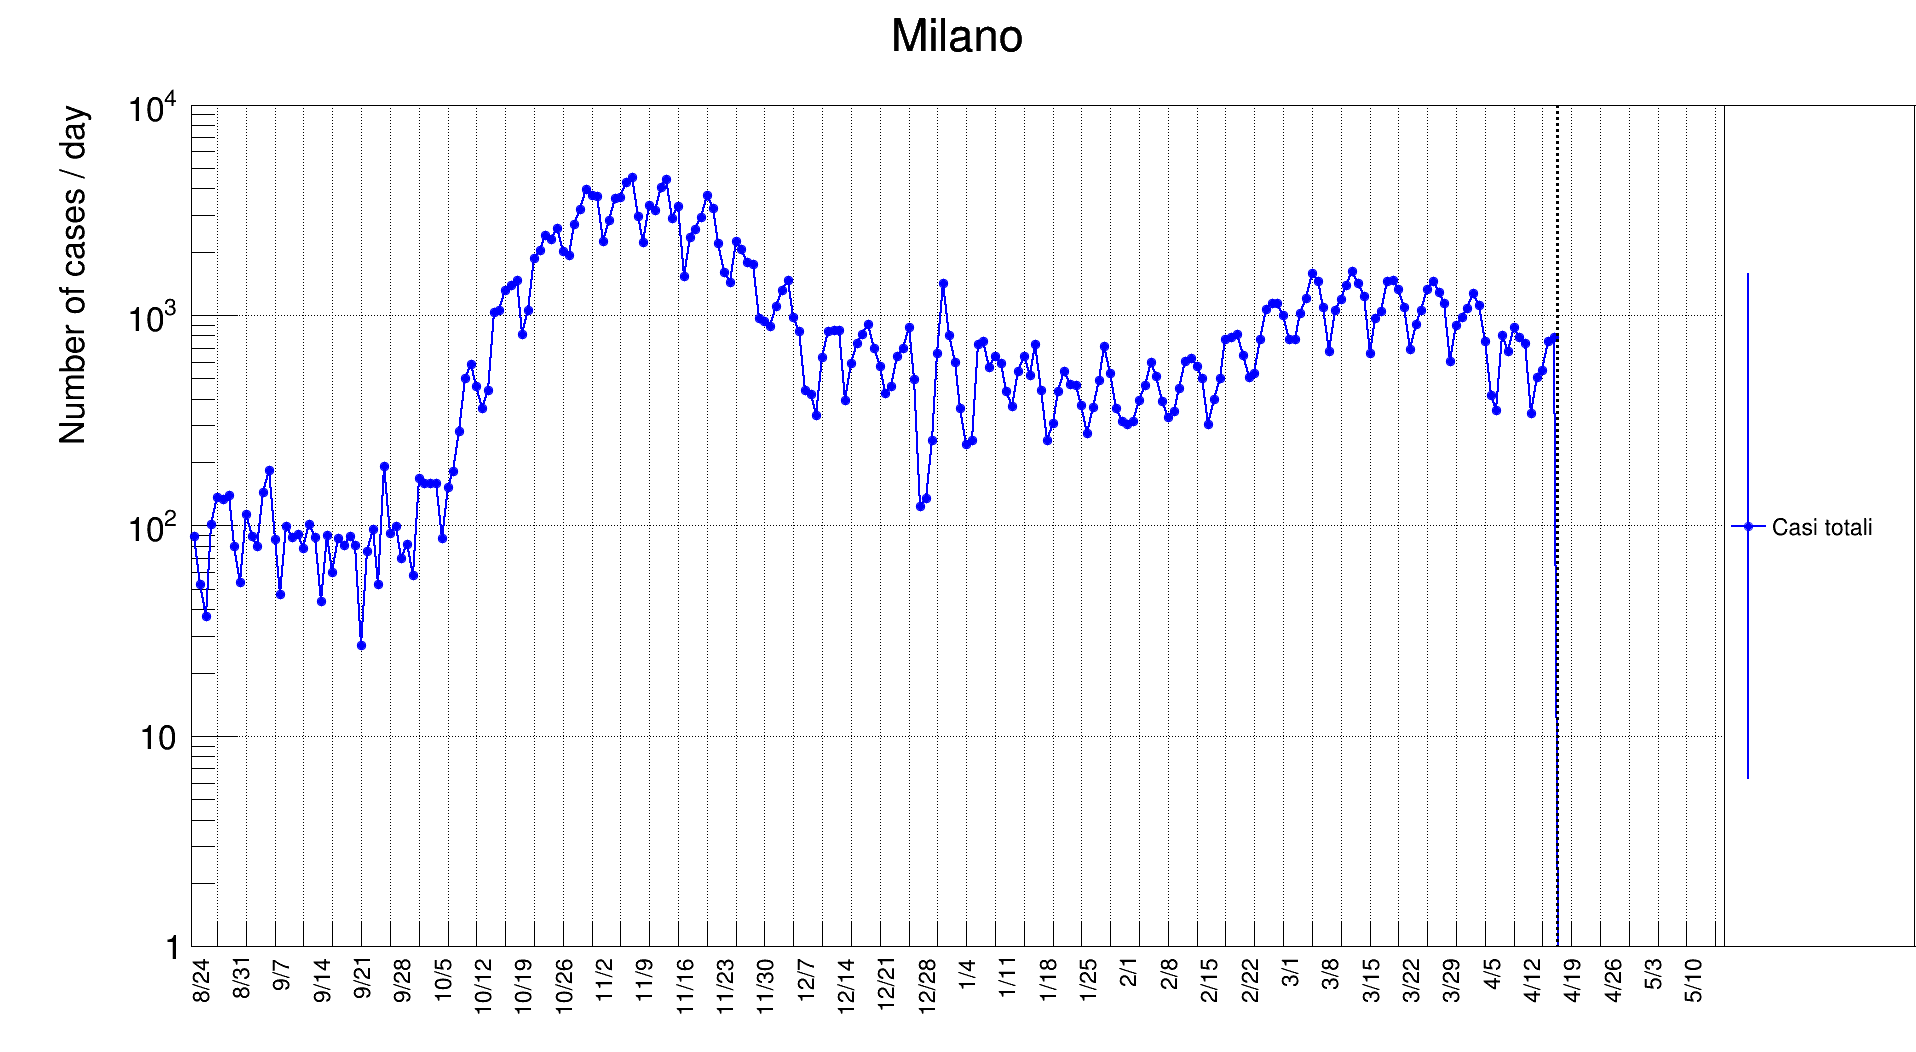 Milano
Number of cases / day
10⁴
10³
10²
10
1
8/24 8/31 9/7 9/14 9/21 9/28 10/5 10/12 10/19 10/26 11/2 11/9 11/16 11/23 11/30 12/7 12/14 12/21 12/28 1/4 1/11 1/18 1/25 2/1 2/8 2/15 2/22 3/1 3/8 3/15 3/22 3/29 4/5 4/12 4/19 4/26 5/3 5/10
Casi totali